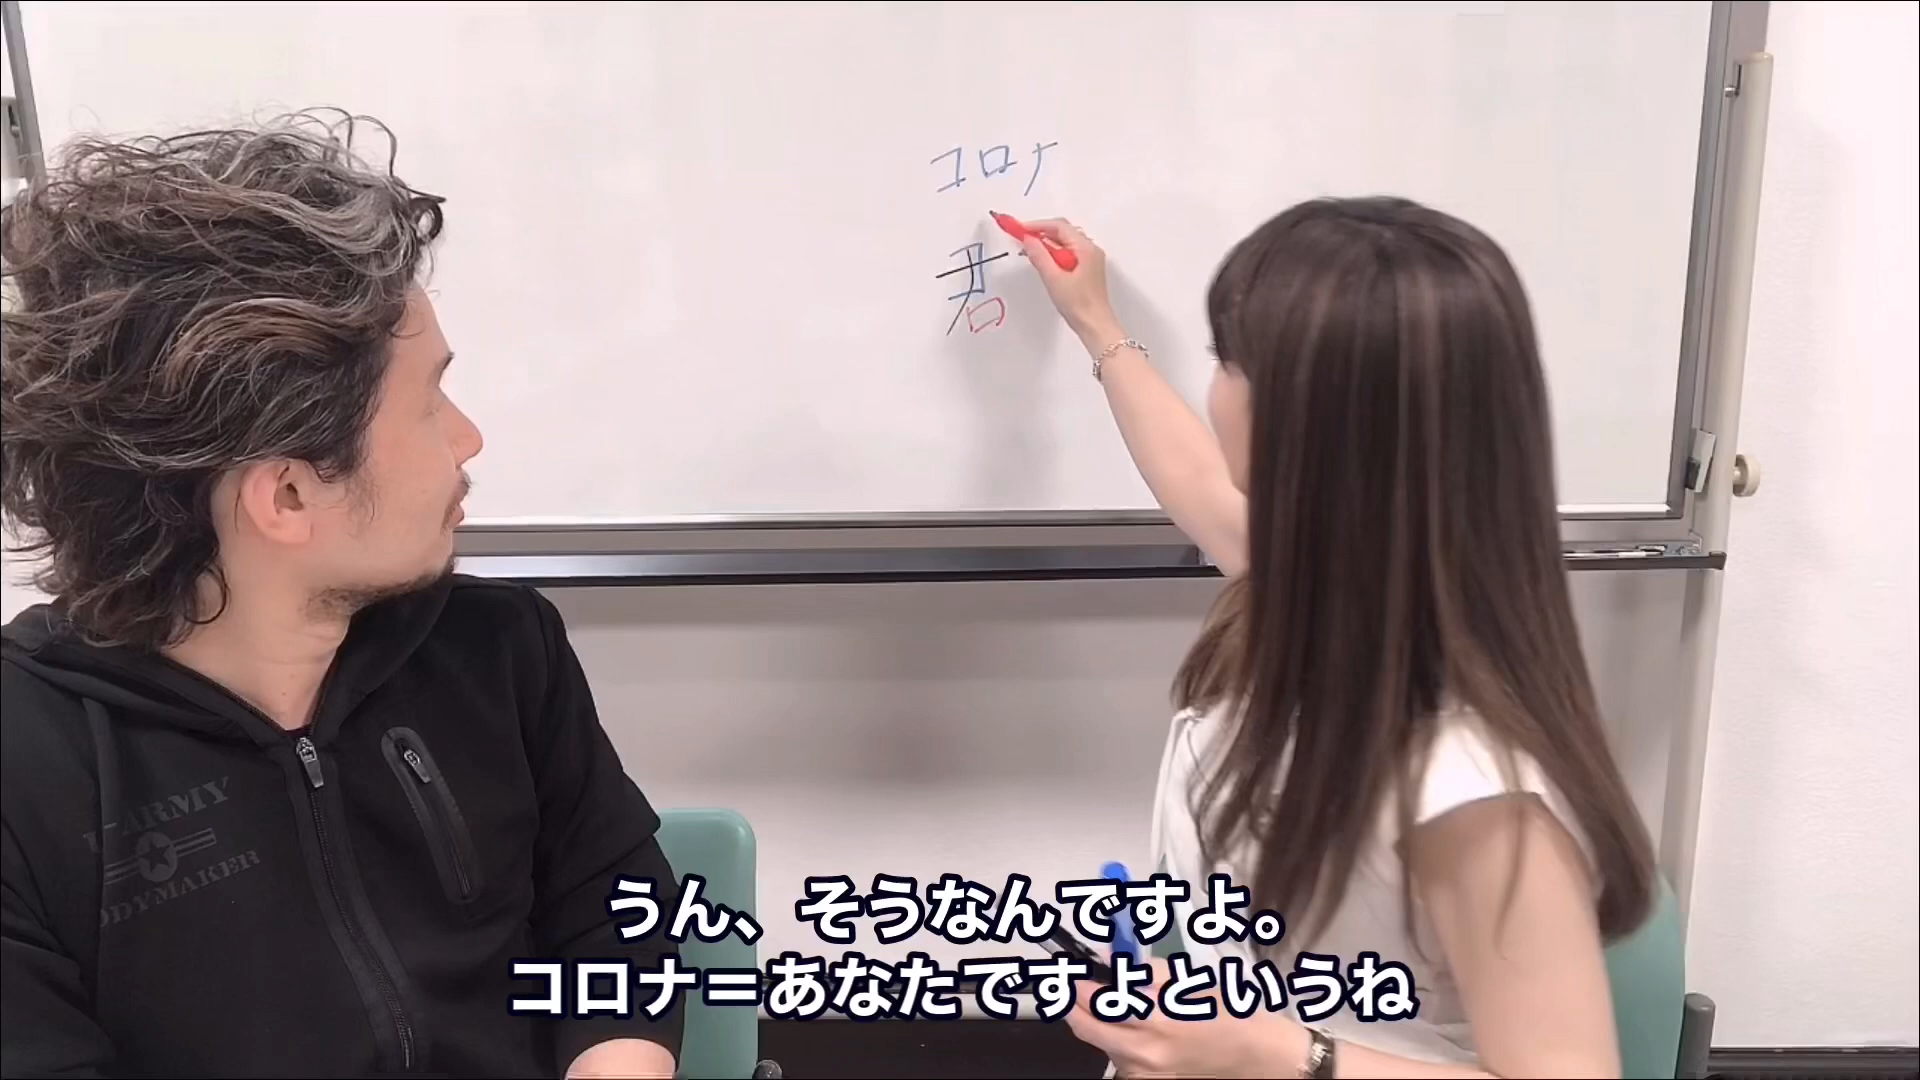 コロナ
君
ARMY
BODYMAKER
うん、そうなんですよ。
コロナ=あなたですよというね